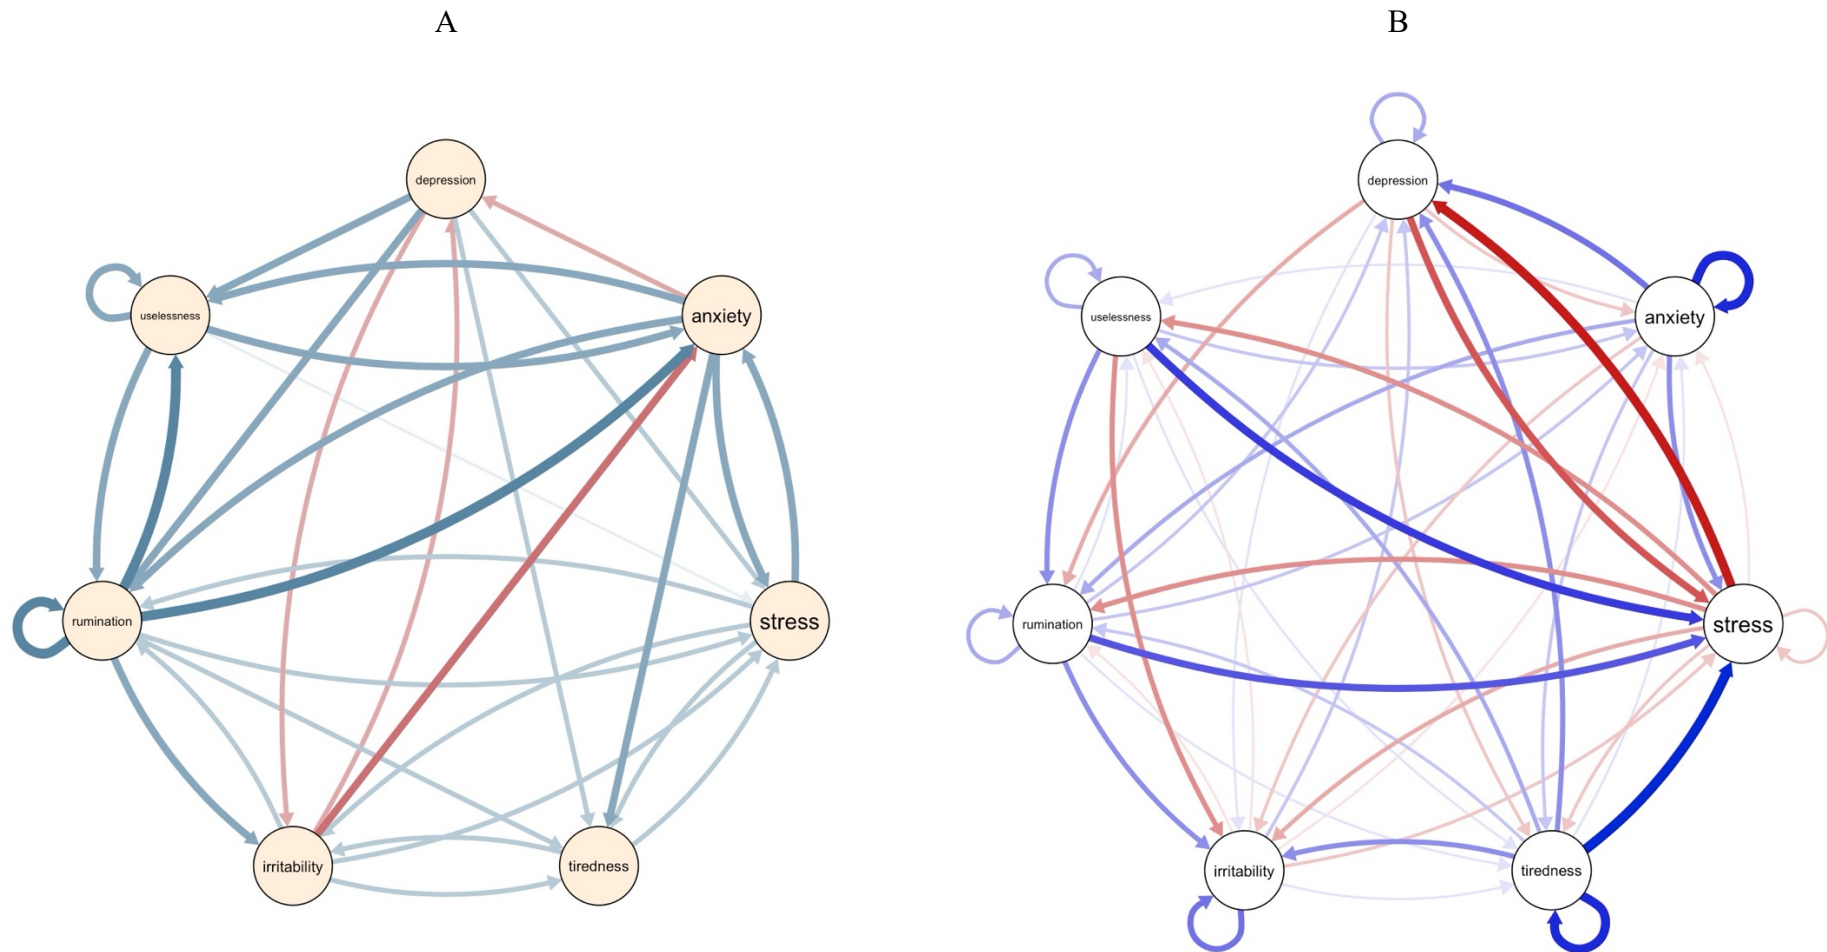 A
B
depression
uselessness
anxiety
rumination
stress
irritability
tiredness
depression
uselessness
anxiety
rumination
stress
irritability
tiredness